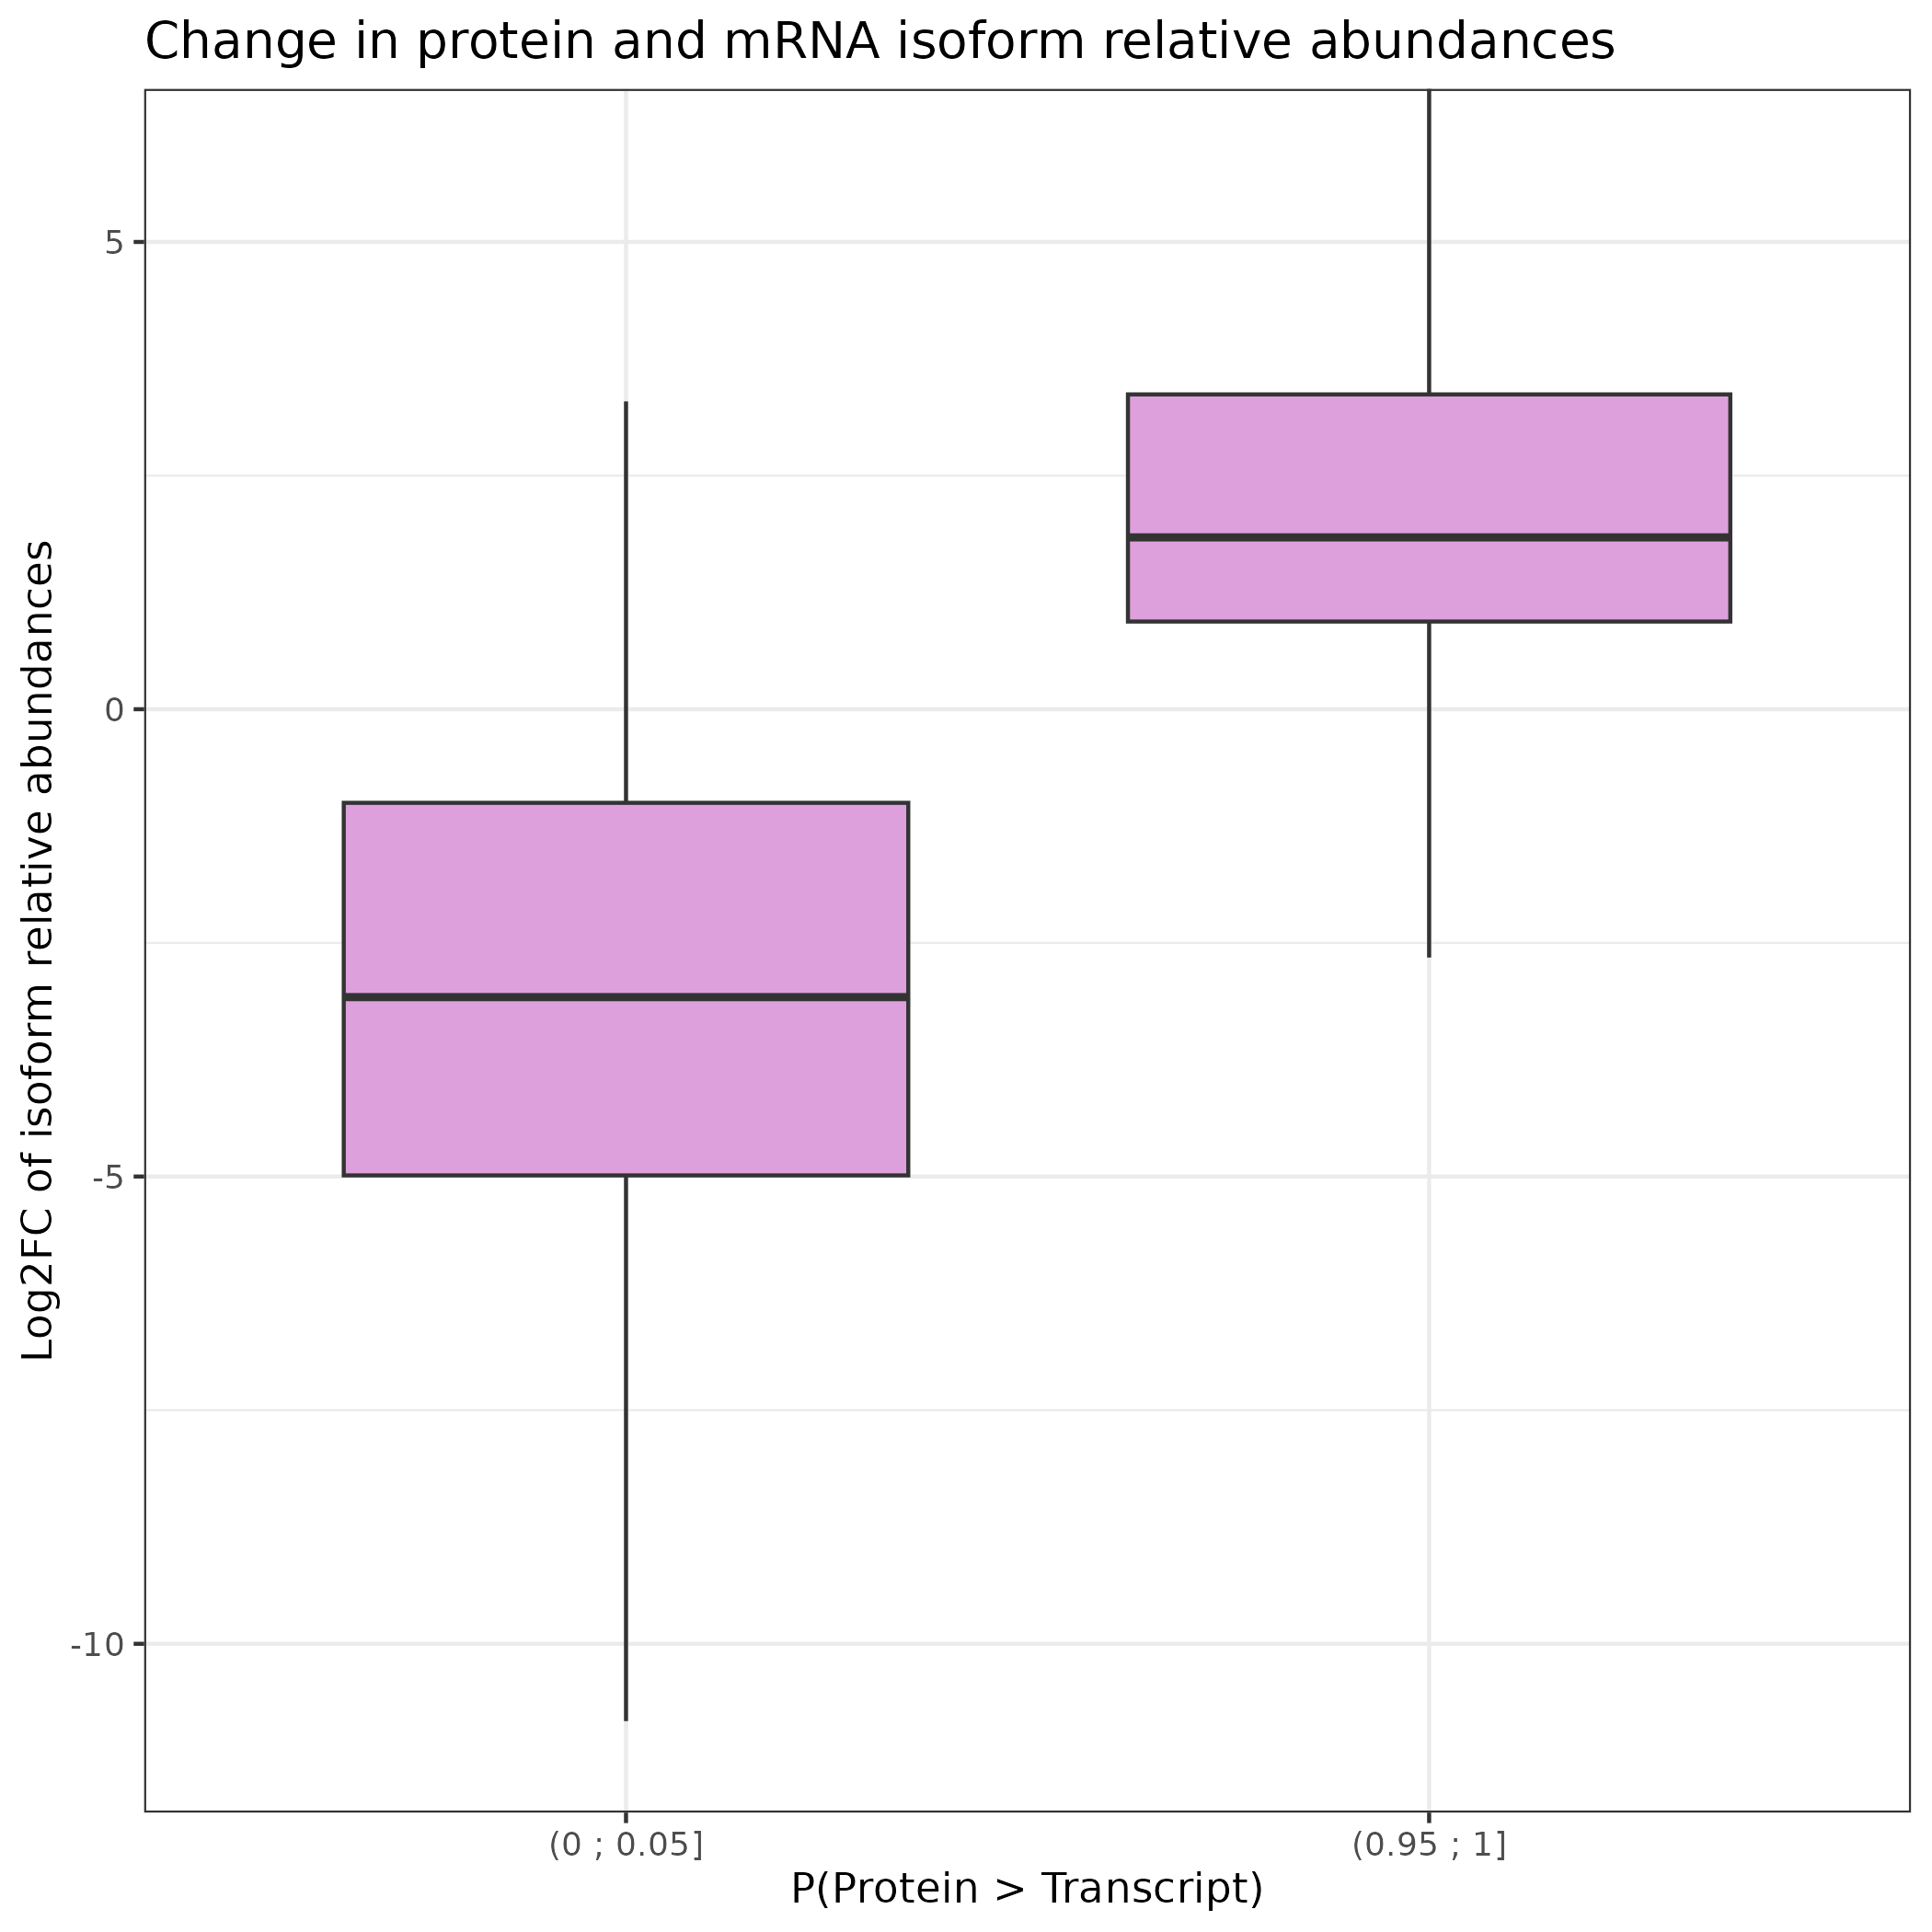 Change in protein and mRNA isoform relative abundances
Log2FC of isoform relative abundances
5
0
-5
-10
(0 ; 0.05]
(0.95 ; 1]
P(Protein > Transcript)